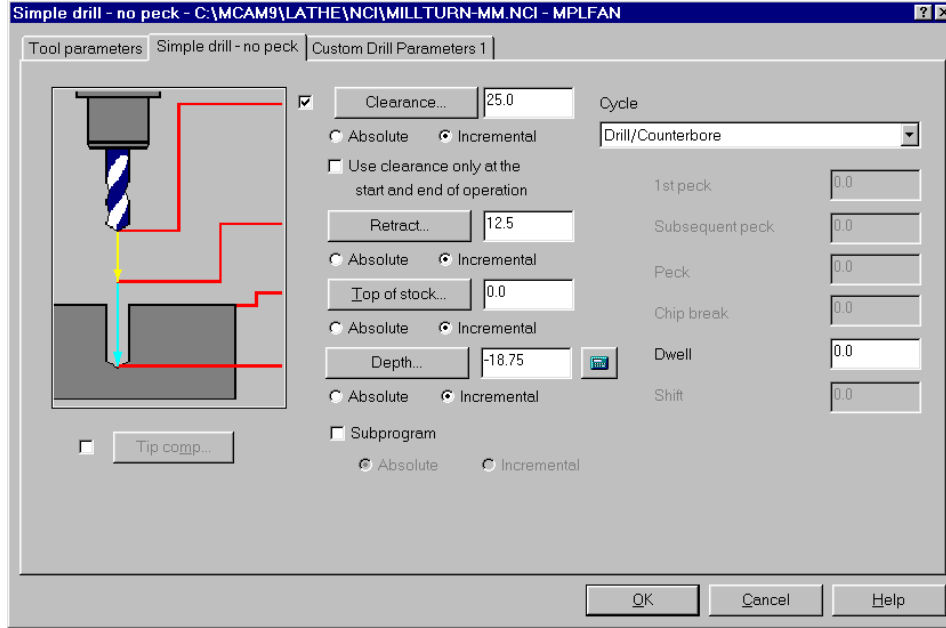 Simple drill - no peck - C:\MCAM9\LATHE\NCI\MILLTURN-MM.NCI - MPLFAN
Tool parameters Simple drill - no peck Custom Drill Parameters 1
Clearance... 25.0
Absolute Incremental
Use clearance only at the
start and end of operation
Retract... 12.5
Absolute Incremental
Top of stock... 0.0
Absolute Incremental
Depth... -18.75
Absolute Incremental
Tip comp...
Subprogram
Absolute Incremental
Cycle
Drill/Counterbore
1st peck 0.0
Subsequent peck 0.0
Peck 0.0
Chip break 0.0
Dwell 0.0
Shift 0.0
OK Cancel Help